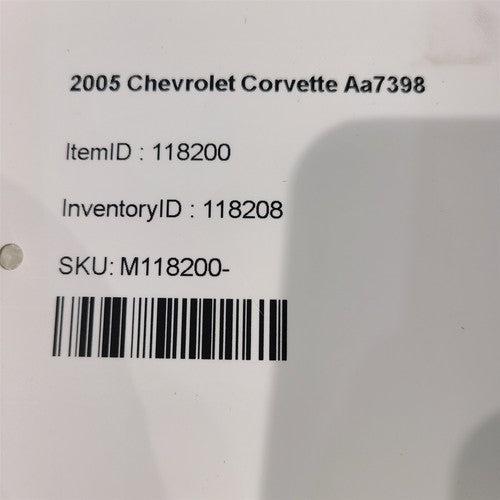 2005 Chevrolet Corvette Aa7398
ItemID : 118200
InventoryID : 118208
SKU: M118200-